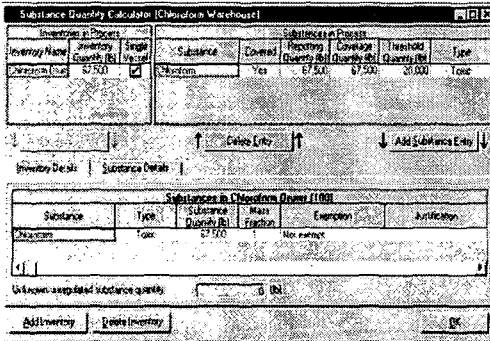 Substance Quantity Calculator [Chloroform Warehouse]
Inventories in Process
Substances in Process
Inventory Name Inventory Quantity (lb) Single Vessel
Substance Covered Reporting Quantity (lb) Coverage Quantity (lb) Threshold Quantity (lb) Type
67,500
Chloroform Yes 67,500 67,500 20,000 Toxic
Delete Entry
Add Substance Entry
Inventory Details Substance Details
Substances in Chloroform Drums (100)
Substance Type Substance Quantity (lb) Mass Fraction Exemption Justification
Chloroform Toxic 67,500 Not exempt
Unknown unregulated substance quantity 0 (lb)
Add Inventory Delete Inventory OK